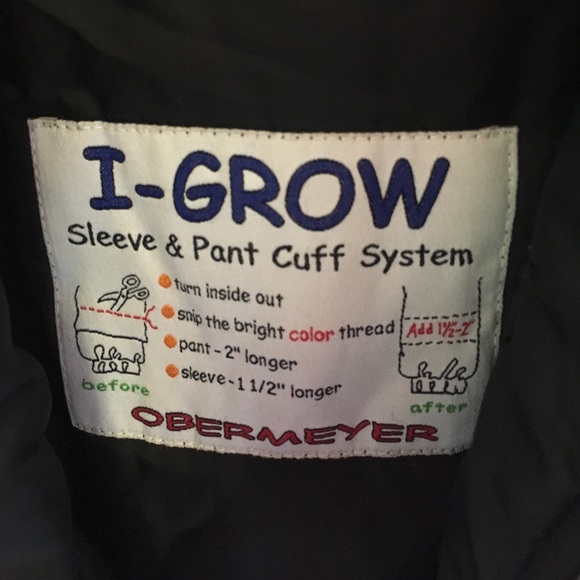 I-GROW
Sleeve & Pant Cuff System
turn inside out
snip the bright color thread
pant - 2" longer
sleeve - 1 1/2" longer
before
Add 1½"-2"
after
OBERMEYER